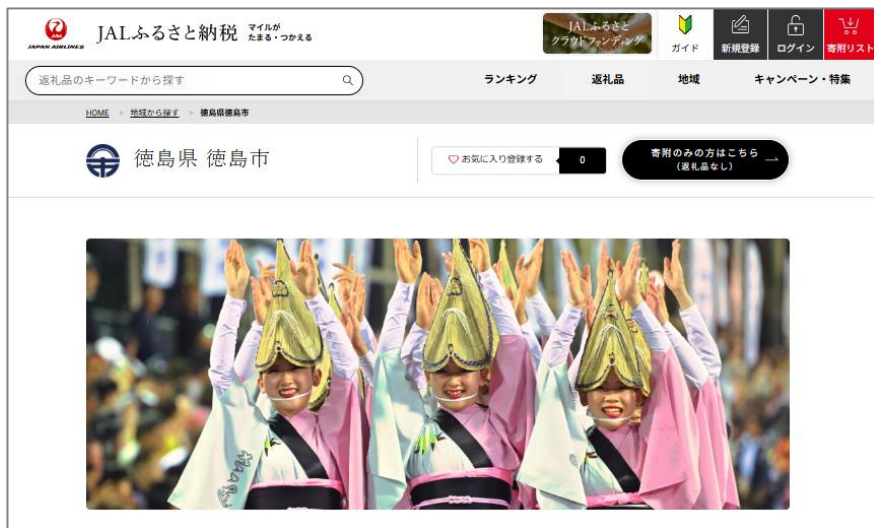 JAPAN AIRLINES
JALふるさと納税
マイルが
たまる・つかえる
JALふるさと
クラウドファンディング
ガイド
新規登録
ログイン
寄附リスト
返礼品のキーワードから探す
ランキング
返礼品
地域
キャンペーン・特集
HOME > 地域から探す > 徳島県徳島市
徳島県 徳島市
お気に入り登録する
0
寄附のみの方はこちら
（返礼品なし）